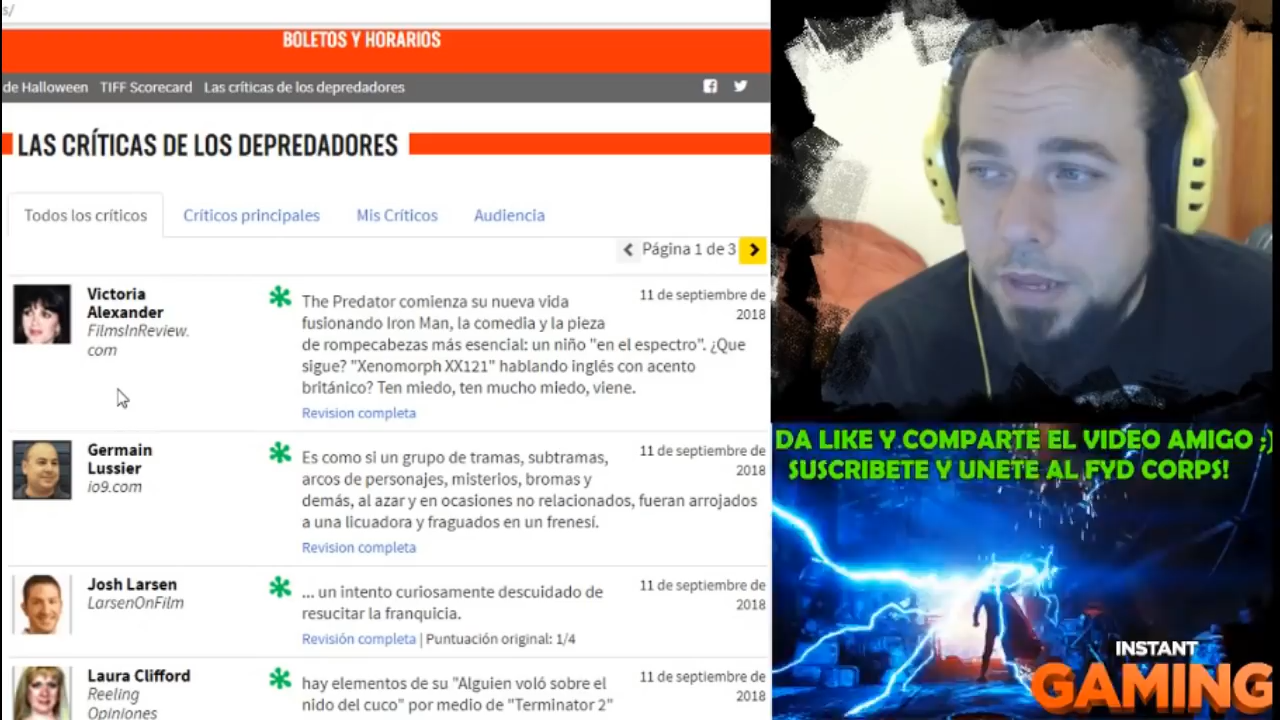 s/
BOLETOS Y HORARIOS
de Halloween TIFF Scorecard Las críticas de los depredadores
LAS CRÍTICAS DE LOS DEPREDADORES
Todos los críticos Críticos principales Mis Críticos Audiencia
Página 1 de 3
Victoria
Alexander
FilmsInReview.
com
The Predator comienza su nueva vida
fusionando Iron Man, la comedia y la pieza
de rompecabezas más esencial: un niño "en el espectro". ¿Que
sigue? "Xenomorph XX121" hablando inglés con acento
británico? Ten miedo, ten mucho miedo, viene.
Revision completa
11 de septiembre de
2018
Germain
Lussier
io9.com
Es como si un grupo de tramas, subtramas,
arcos de personajes, misterios, bromas y
demás, al azar y en ocasiones no relacionados, fueran arrojados
a una licuadora y fraguados en un frenesí.
Revision completa
11 de septiembre de
2018
Josh Larsen
LarsenOnFilm
... un intento curiosamente descuidado de
resucitar la franquicia.
Revisión completa | Puntuación original: 1/4
11 de septiembre de
2018
Laura Clifford
Reeling
Opiniones
hay elementos de su "Alguien voló sobre el
nido del cuco" por medio de "Terminator 2"
11 de septiembre de
2018
DA LIKE Y COMPARTE EL VIDEO AMIGO ;)
SUSCRIBETE Y UNETE AL FYD CORPS!
INSTANT
GAMING